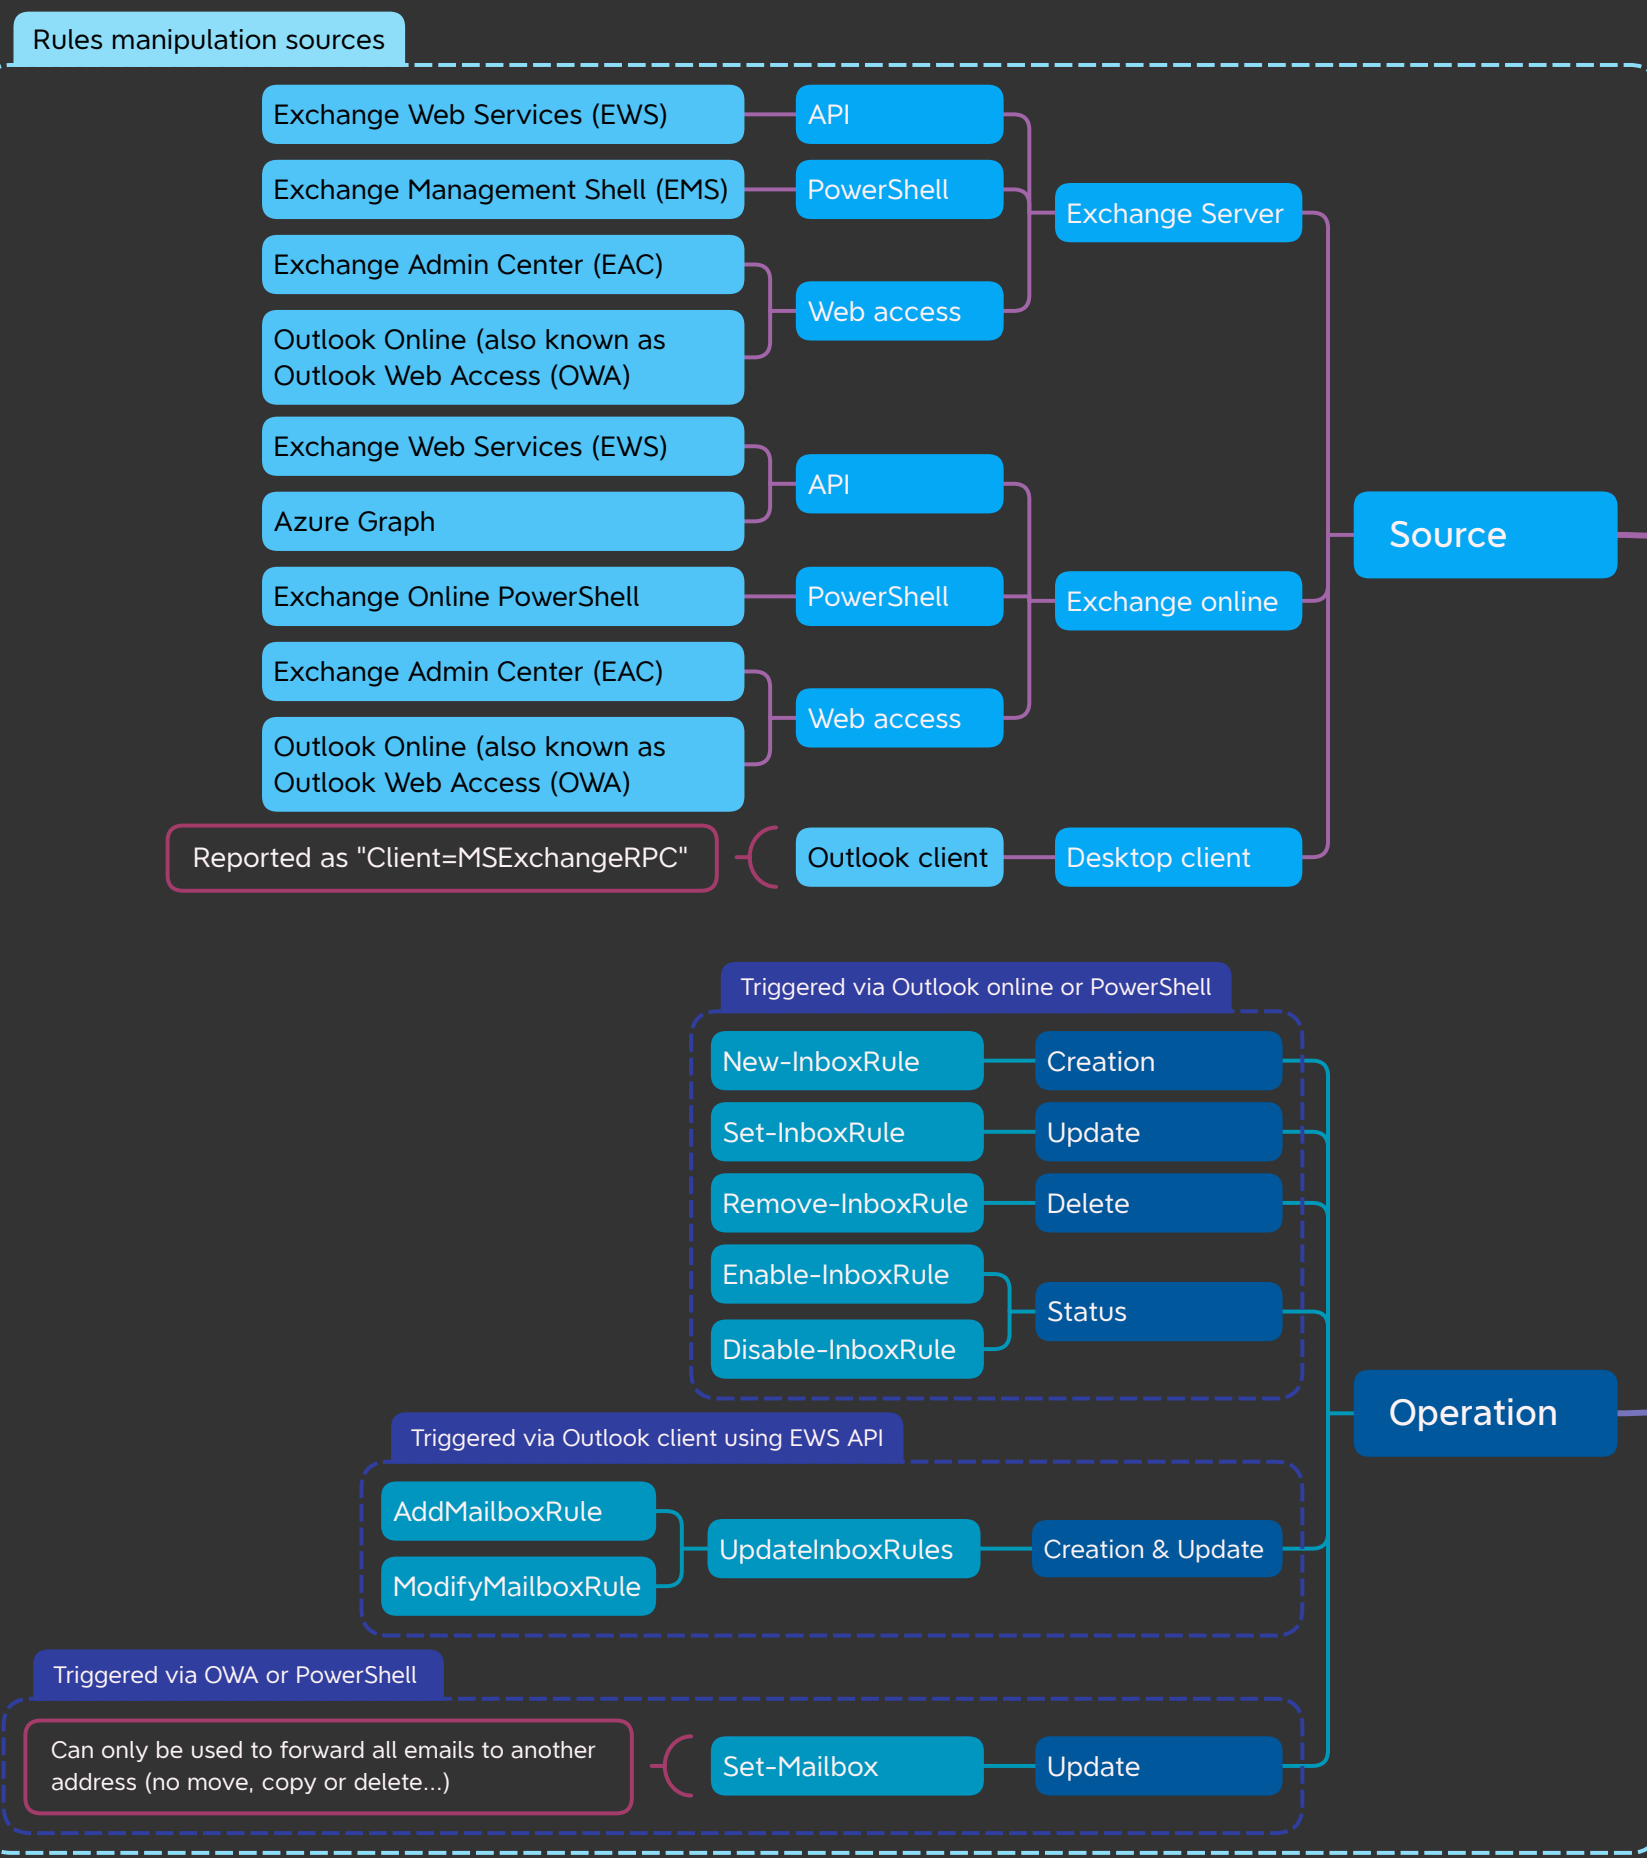 Rules manipulation sources
Exchange Web Services (EWS)
API
Exchange Management Shell (EMS)
PowerShell
Exchange Server
Exchange Admin Center (EAC)
Web access
Outlook Online (also known as
Outlook Web Access (OWA)
Exchange Web Services (EWS)
API
Azure Graph
Source
Exchange Online PowerShell
PowerShell
Exchange online
Exchange Admin Center (EAC)
Web access
Outlook Online (also known as
Outlook Web Access (OWA)
Reported as "Client=MSExchangeRPC"
Outlook client
Desktop client
Triggered via Outlook online or PowerShell
New-InboxRule
Creation
Set-InboxRule
Update
Remove-InboxRule
Delete
Enable-InboxRule
Status
Disable-InboxRule
Operation
Triggered via Outlook client using EWS API
AddMailboxRule
UpdateInboxRules
Creation & Update
ModifyMailboxRule
Triggered via OWA or PowerShell
Can only be used to forward all emails to another
address (no move, copy or delete...)
Set-Mailbox
Update